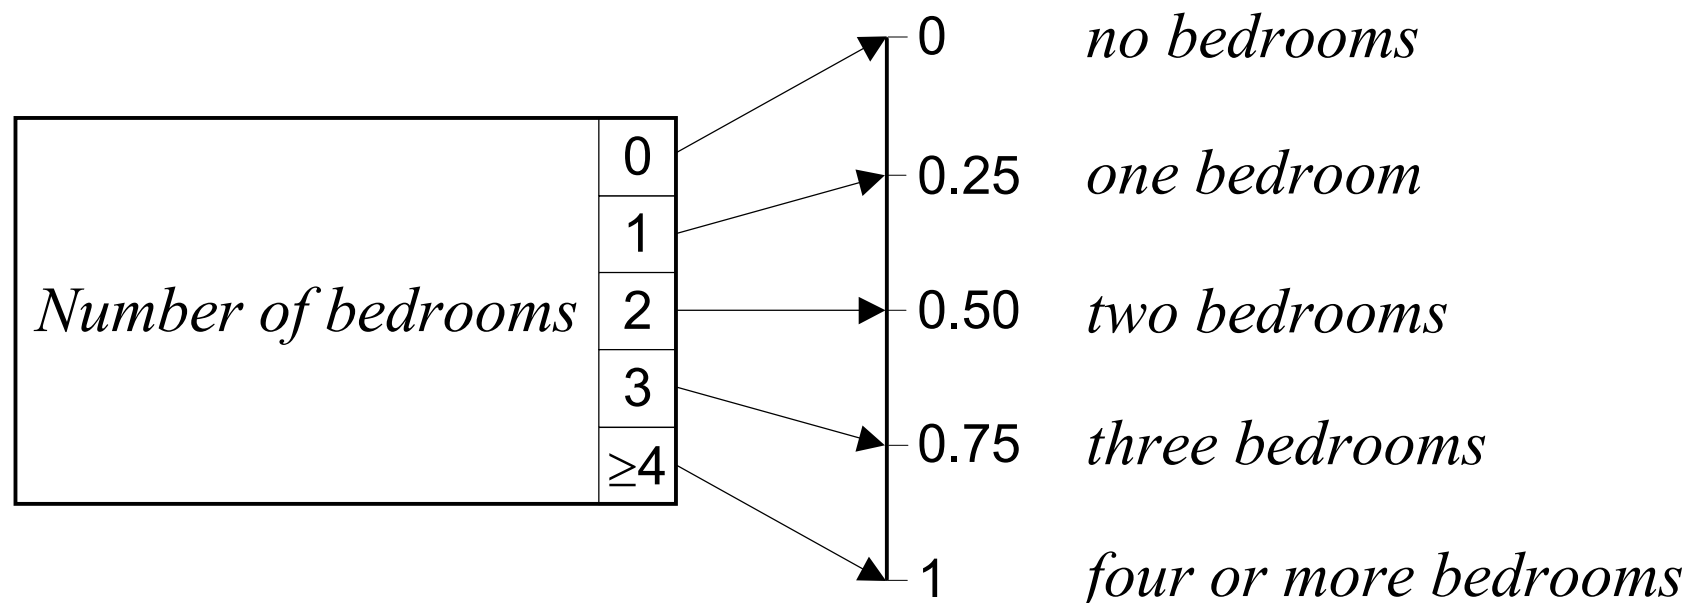 Number of bedrooms
0
1
2
3
≥4
0 no bedrooms
0.25 one bedroom
0.50 two bedrooms
0.75 three bedrooms
1 four or more bedrooms